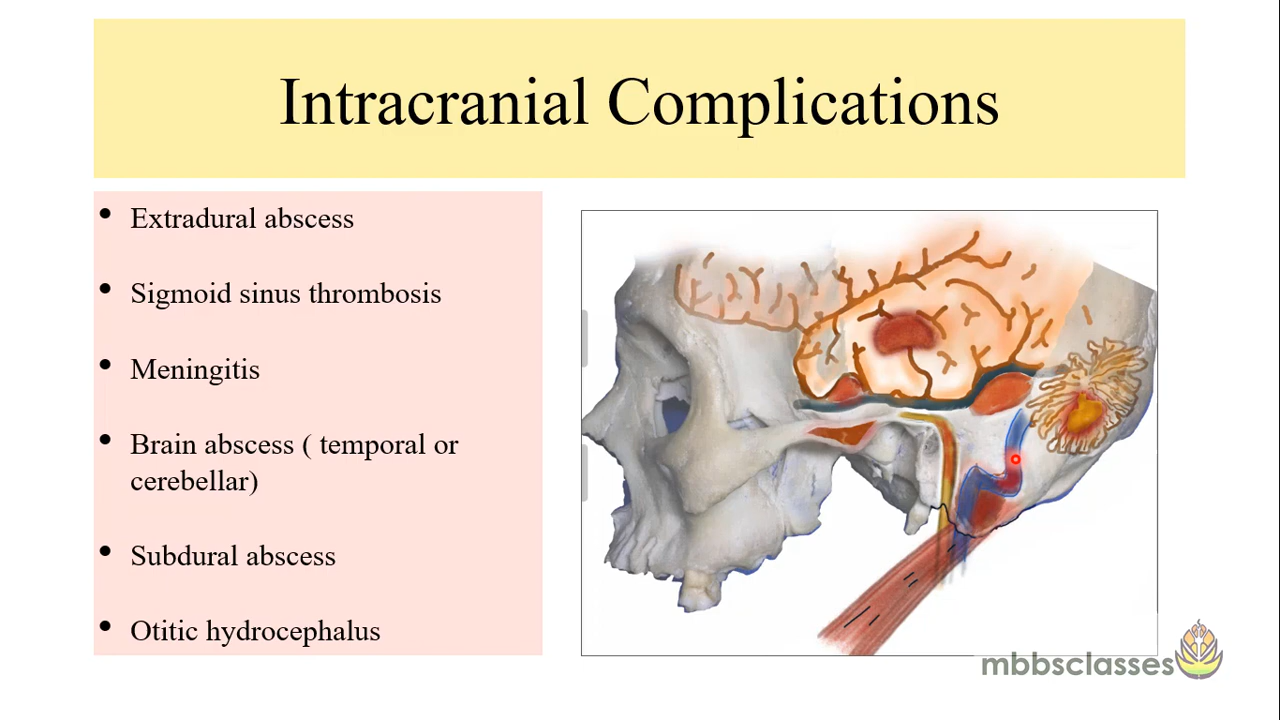 Intracranial Complications
• Extradural abscess
• Sigmoid sinus thrombosis
• Meningitis
• Brain abscess ( temporal or
cerebellar)
• Subdural abscess
• Otitic hydrocephalus
mbbsclasses